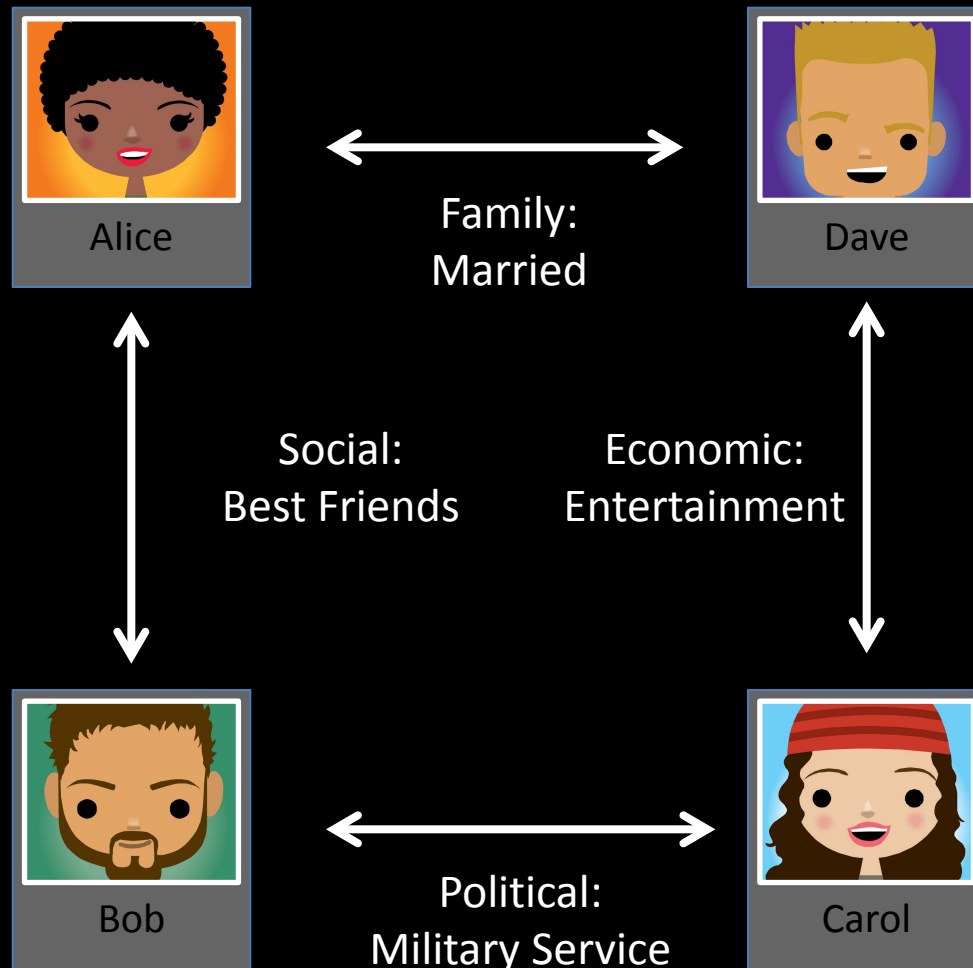 Alice
Dave
Family:
Married
Social:
Best Friends
Economic:
Entertainment
Bob
Carol
Political:
Military Service